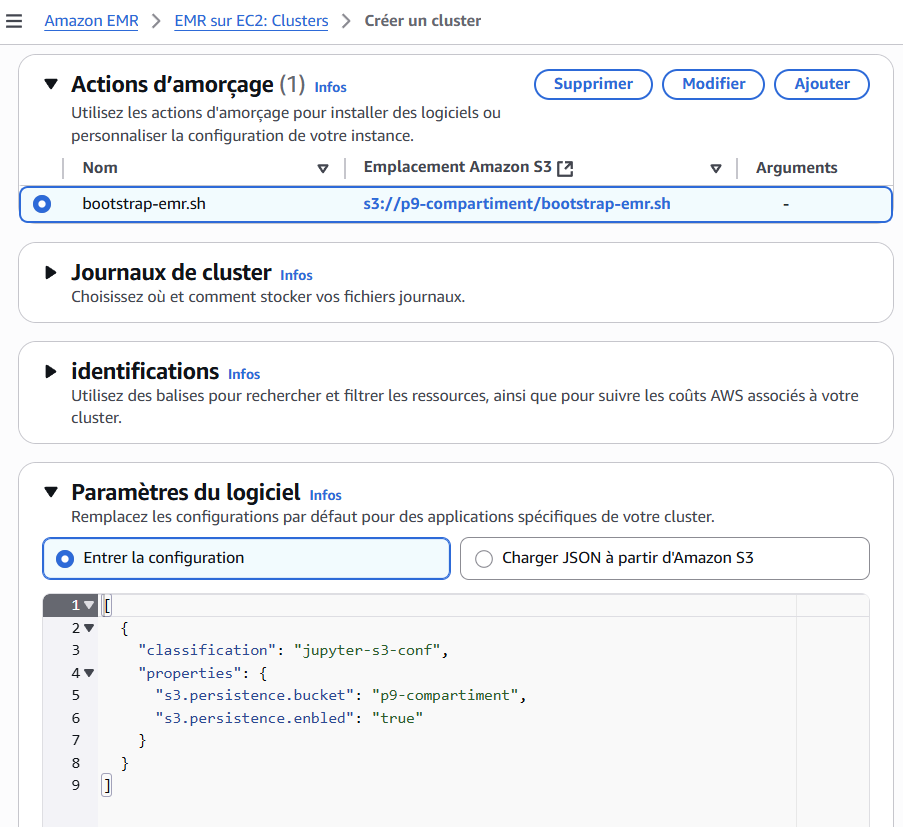 Amazon EMR > EMR sur EC2: Clusters > Créer un cluster
Actions d’amorçage (1) Infos
Supprimer Modifier Ajouter
Utilisez les actions d'amorçage pour installer des logiciels ou
personnaliser la configuration de votre instance.
Nom Emplacement Amazon S3 Arguments
bootstrap-emr.sh s3://p9-compartiment/bootstrap-emr.sh -
Journaux de cluster Infos
Choisissez où et comment stocker vos fichiers journaux.
identifications Infos
Utilisez des balises pour rechercher et filtrer les ressources, ainsi que pour suivre les coûts AWS associés à votre
cluster.
Paramètres du logiciel Infos
Remplacez les configurations par défaut pour des applications spécifiques de votre cluster.
Entrer la configuration Charger JSON à partir d'Amazon S3
1 [
2 {
3 "classification": "jupyter-s3-conf",
4 "properties": {
5 "s3.persistence.bucket": "p9-compartiment",
6 "s3.persistence.enbled": "true"
7 }
8 }
9 ]